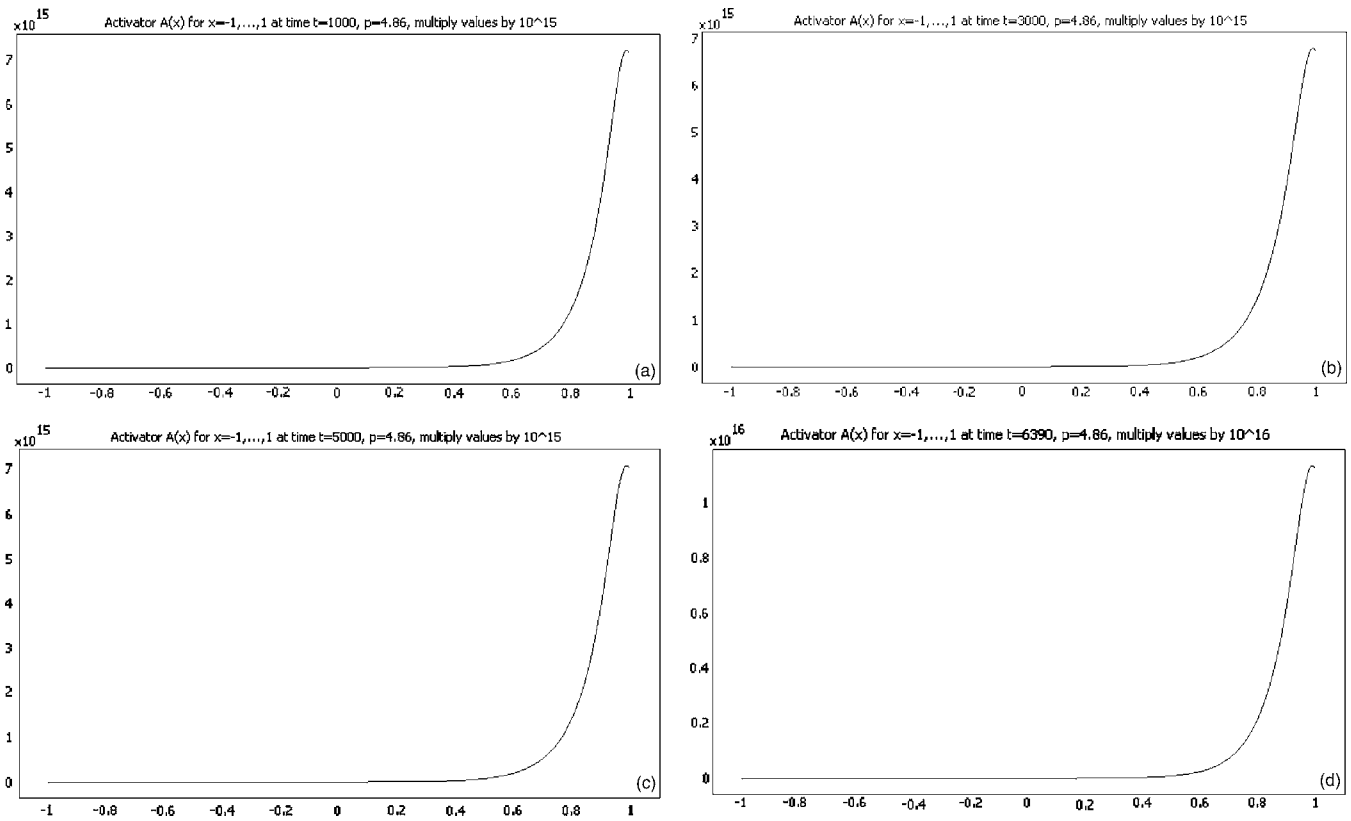 x10^15
Activator A(x) for x=-1,...,1 at time t=1000, p=4.86, multiply values by 10^15
7
6
5
4
3
2
1
0
-1 -0.8 -0.6 -0.4 -0.2 0 0.2 0.4 0.6 0.8 1
(a)
x10^15
Activator A(x) for x=-1,...,1 at time t=3000, p=4.86, multiply values by 10^15
7
6
5
4
3
2
1
0
-1 -0.8 -0.6 -0.4 -0.2 0 0.2 0.4 0.6 0.8 1
(b)
x10^15
Activator A(x) for x=-1,...,1 at time t=5000, p=4.86, multiply values by 10^15
7
6
5
4
3
2
1
0
-1 -0.8 -0.6 -0.4 -0.2 0 0.2 0.4 0.6 0.8 1
(c)
x10^16
Activator A(x) for x=-1,...,1 at time t=6390, p=4.86, multiply values by 10^16
1
0.8
0.6
0.4
0.2
0
-1 -0.8 -0.6 -0.4 -0.2 0 0.2 0.4 0.6 0.8 1
(d)